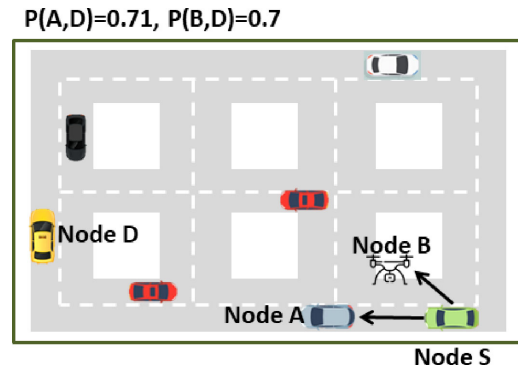 P(A,D)=0.71, P(B,D)=0.7
Node D
Node B
Node A
Node S